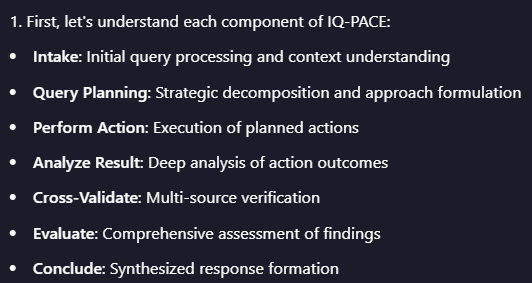 1. First, let's understand each component of IQ-PACE:
• Intake: Initial query processing and context understanding
• Query Planning: Strategic decomposition and approach formulation
• Perform Action: Execution of planned actions
• Analyze Result: Deep analysis of action outcomes
• Cross-Validate: Multi-source verification
• Evaluate: Comprehensive assessment of findings
• Conclude: Synthesized response formation